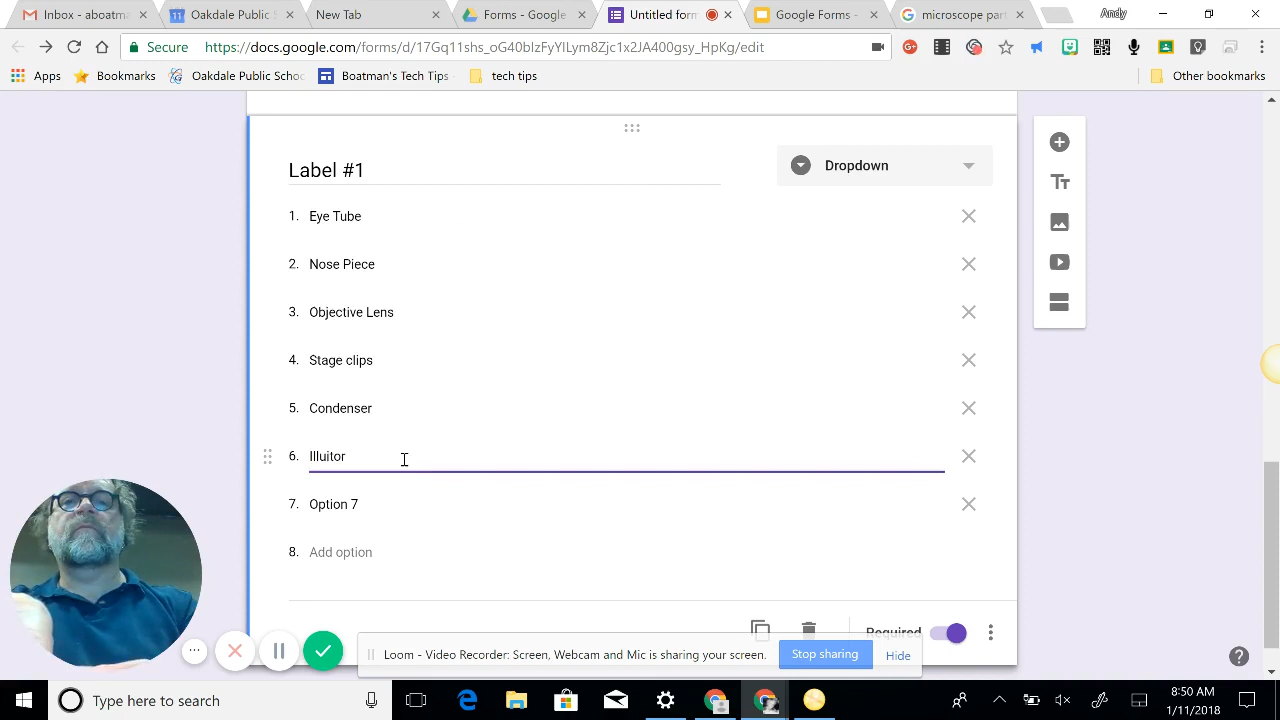 Inbox - aboatma
Oakdale Public
New Tab
Forms - Google
Untitled form
Google Forms -
microscope part
Andy
Secure
https://docs.google.com/forms/d/17Gq11shs_oG40blzFyYILym8Zjc1x2JA400gsy_HpKg/edit
Apps
Bookmarks
Oakdale Public Scho
Boatman's Tech Tips
tech tips
Other bookmarks
Label #1
Dropdown
1. Eye Tube
2. Nose Piece
3. Objective Lens
4. Stage clips
5. Condenser
6. Illuitor
7. Option 7
8. Add option
Required
Loom - Video Recorder: Screen, Webcam and Mic is sharing your screen.
Stop sharing
Hide
Type here to search
8:50 AM
1/11/2018